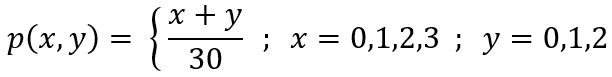 p(x, y) = { (x + y)/30 ; x = 0,1,2,3 ; y = 0,1,2